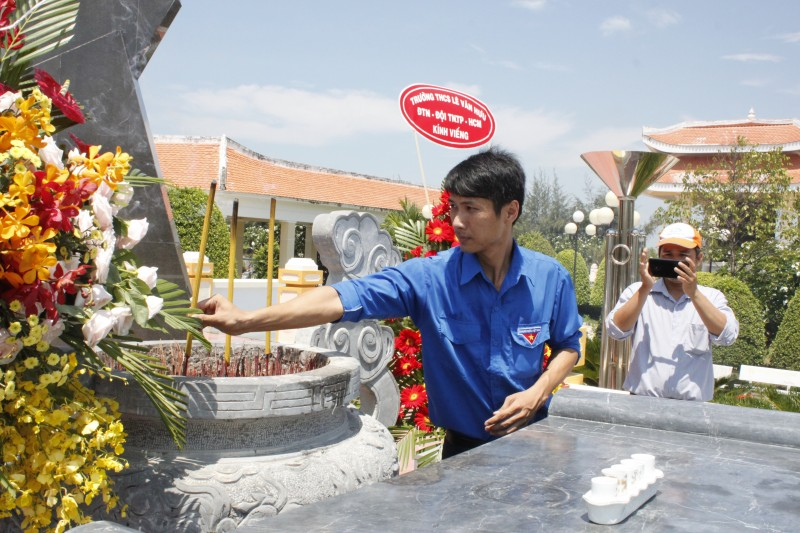 TRƯỜNG THCS LÊ VĂN HƯU
ĐTN - ĐỘI TNTP - HCM
KÍNH VIẾNG